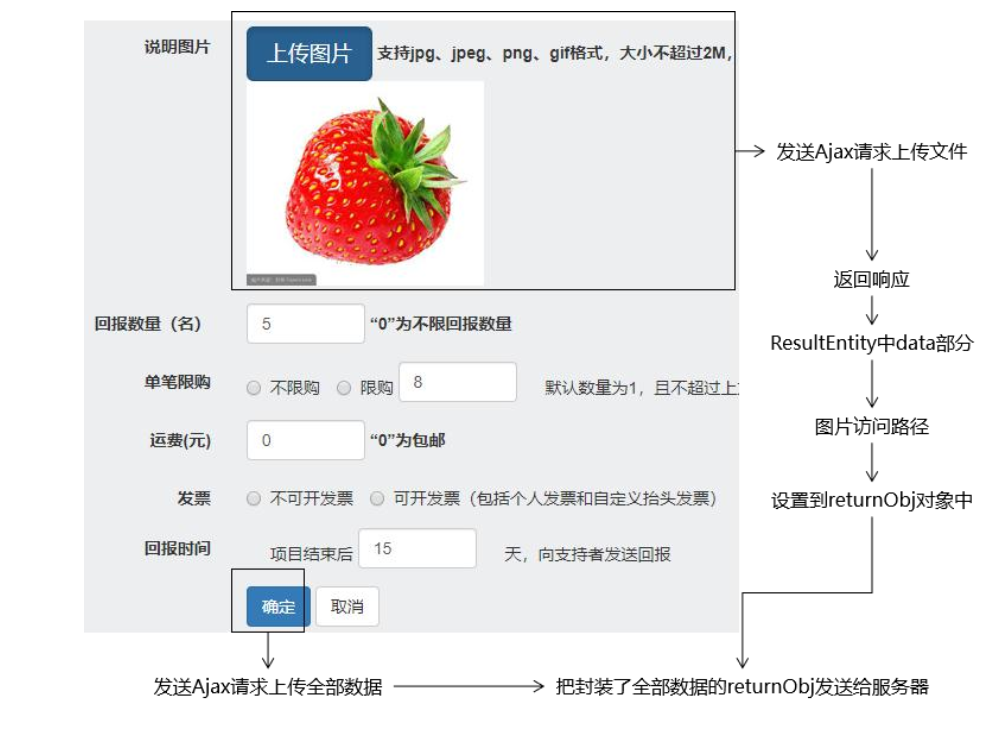 说明图片
上传图片 支持jpg、jpeg、png、gif格式，大小不超过2M，
发送Ajax请求上传文件
返回响应
回报数量（名） 5 “0”为不限回报数量
ResultEntity中data部分
单笔限购 不限购 限购 8 默认数量为1，且不超过上
图片访问路径
运费(元) 0 “0”为包邮
发票 不可开发票 可开发票（包括个人发票和自定义抬头发票）
设置到returnObj对象中
回报时间 项目结束后 15 天，向支持者发送回报
确定 取消
发送Ajax请求上传全部数据
把封装了全部数据的returnObj发送给服务器